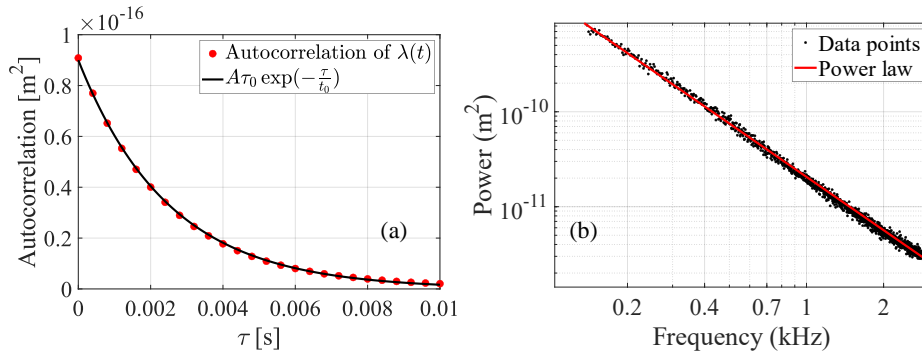 ×10⁻¹⁶
Autocorrelation [m²]
1
0.8
0.6
0.4
0.2
0
Autocorrelation of λ(t)
Aτ₀ exp(−τ/t₀)
(a)
0 0.002 0.004 0.006 0.008 0.01
τ [s]
Power (m²)
10⁻¹⁰
10⁻¹¹
Data points
Power law
(b)
0.2 0.4 0.7 1 2
Frequency (kHz)